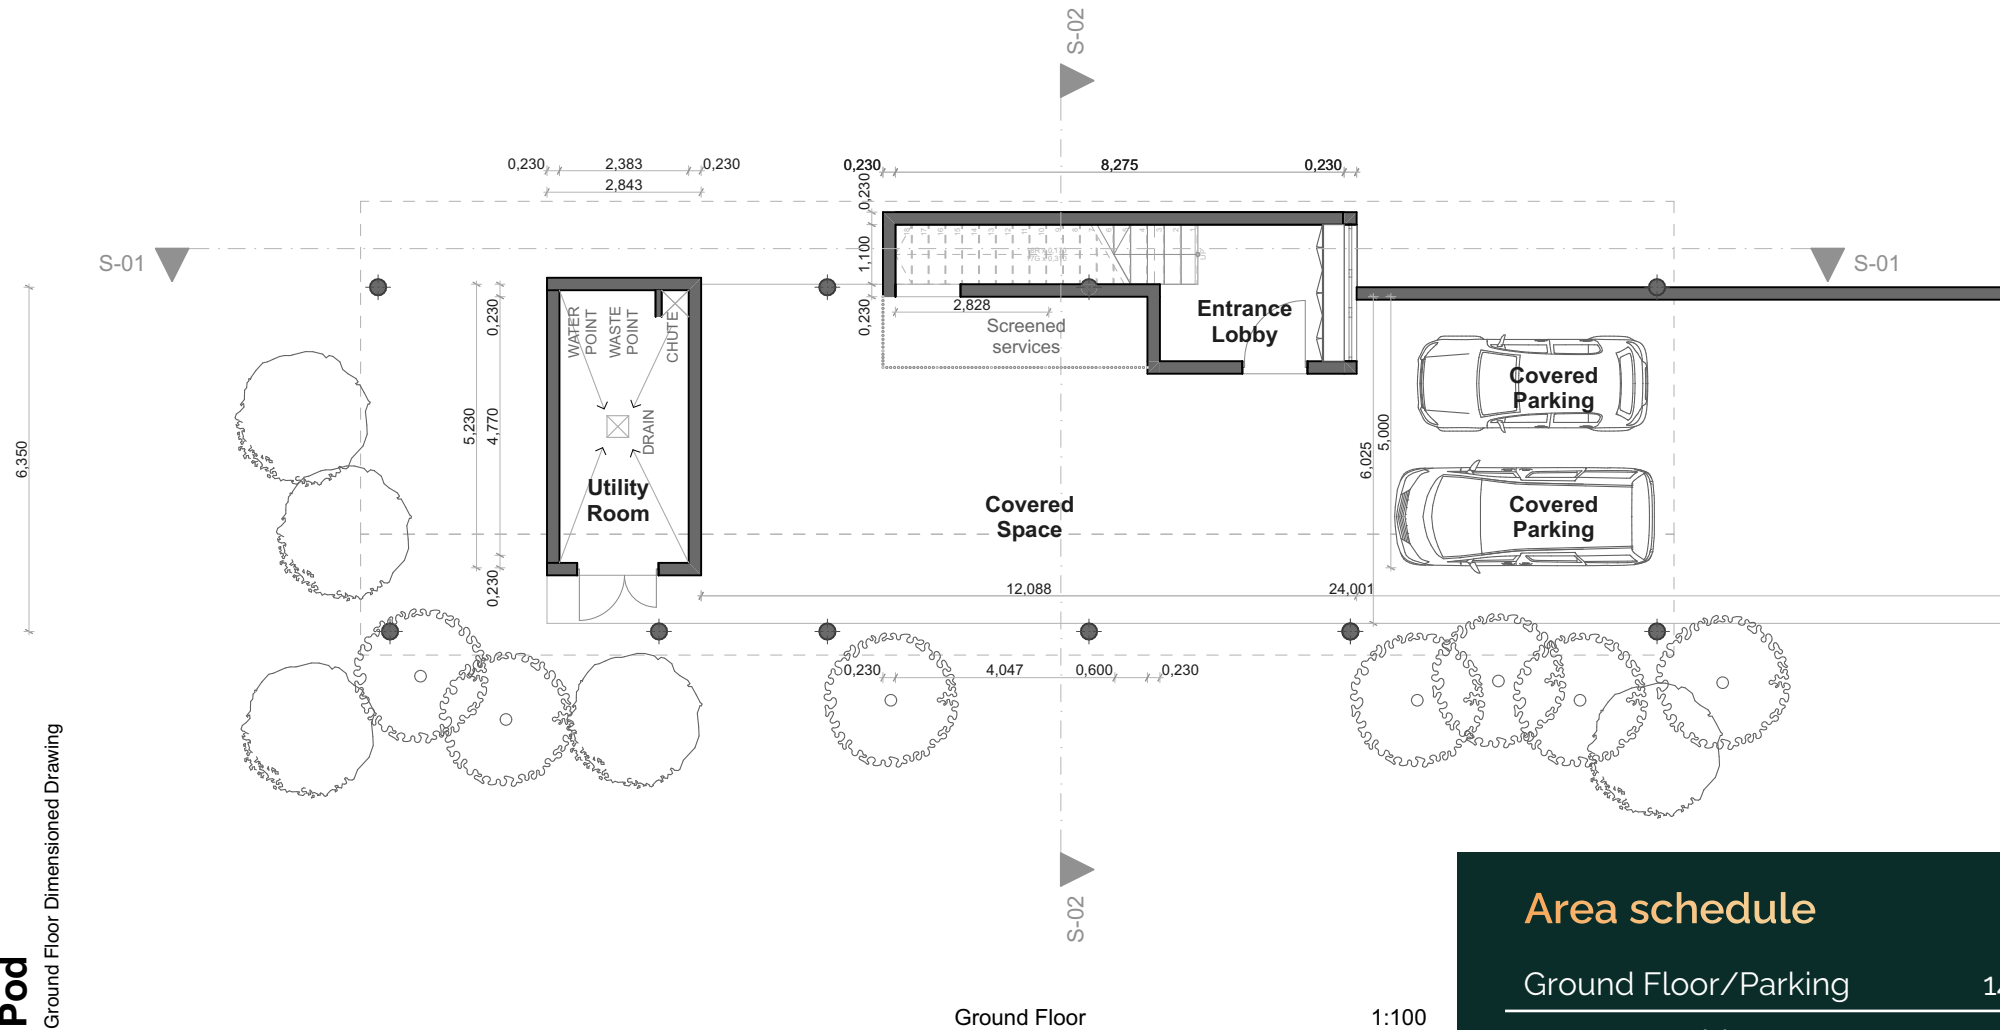 S-02
0,230
2,383
0,230
2,843
0,230
8,275
0,230
0,230
1,100
0,230
S-01
S-01
2,828
Screened
services
Entrance
Lobby
WATER
POINT
WASTE
POINT
CHUTE
DRAIN
0,230
5,230
4,770
0,230
6,350
Utility
Room
Covered
Space
Covered
Parking
Covered
Parking
6,025
5,000
12,088
24,001
0,230
4,047
0,600
0,230
S-02
Pod
Ground Floor Dimensioned Drawing
Ground Floor
1:100
Area schedule
Ground Floor/Parking